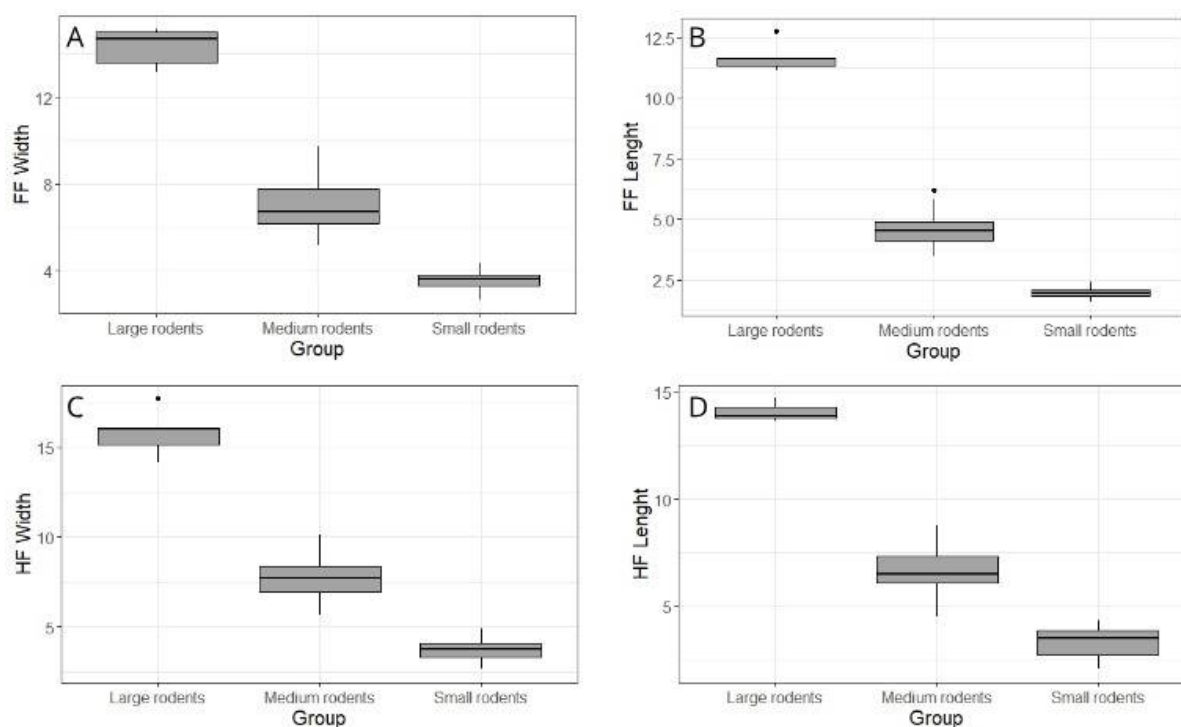 A
FF Width
12
8
4
Large rodents Medium rodents Small rodents
Group
B
FF Lenght
12.5
10.0
7.5
5.0
2.5
Large rodents Medium rodents Small rodents
Group
C
HF Width
15
10
5
Large rodents Medium rodents Small rodents
Group
D
HF Lenght
15
10
5
Large rodents Medium rodents Small rodents
Group